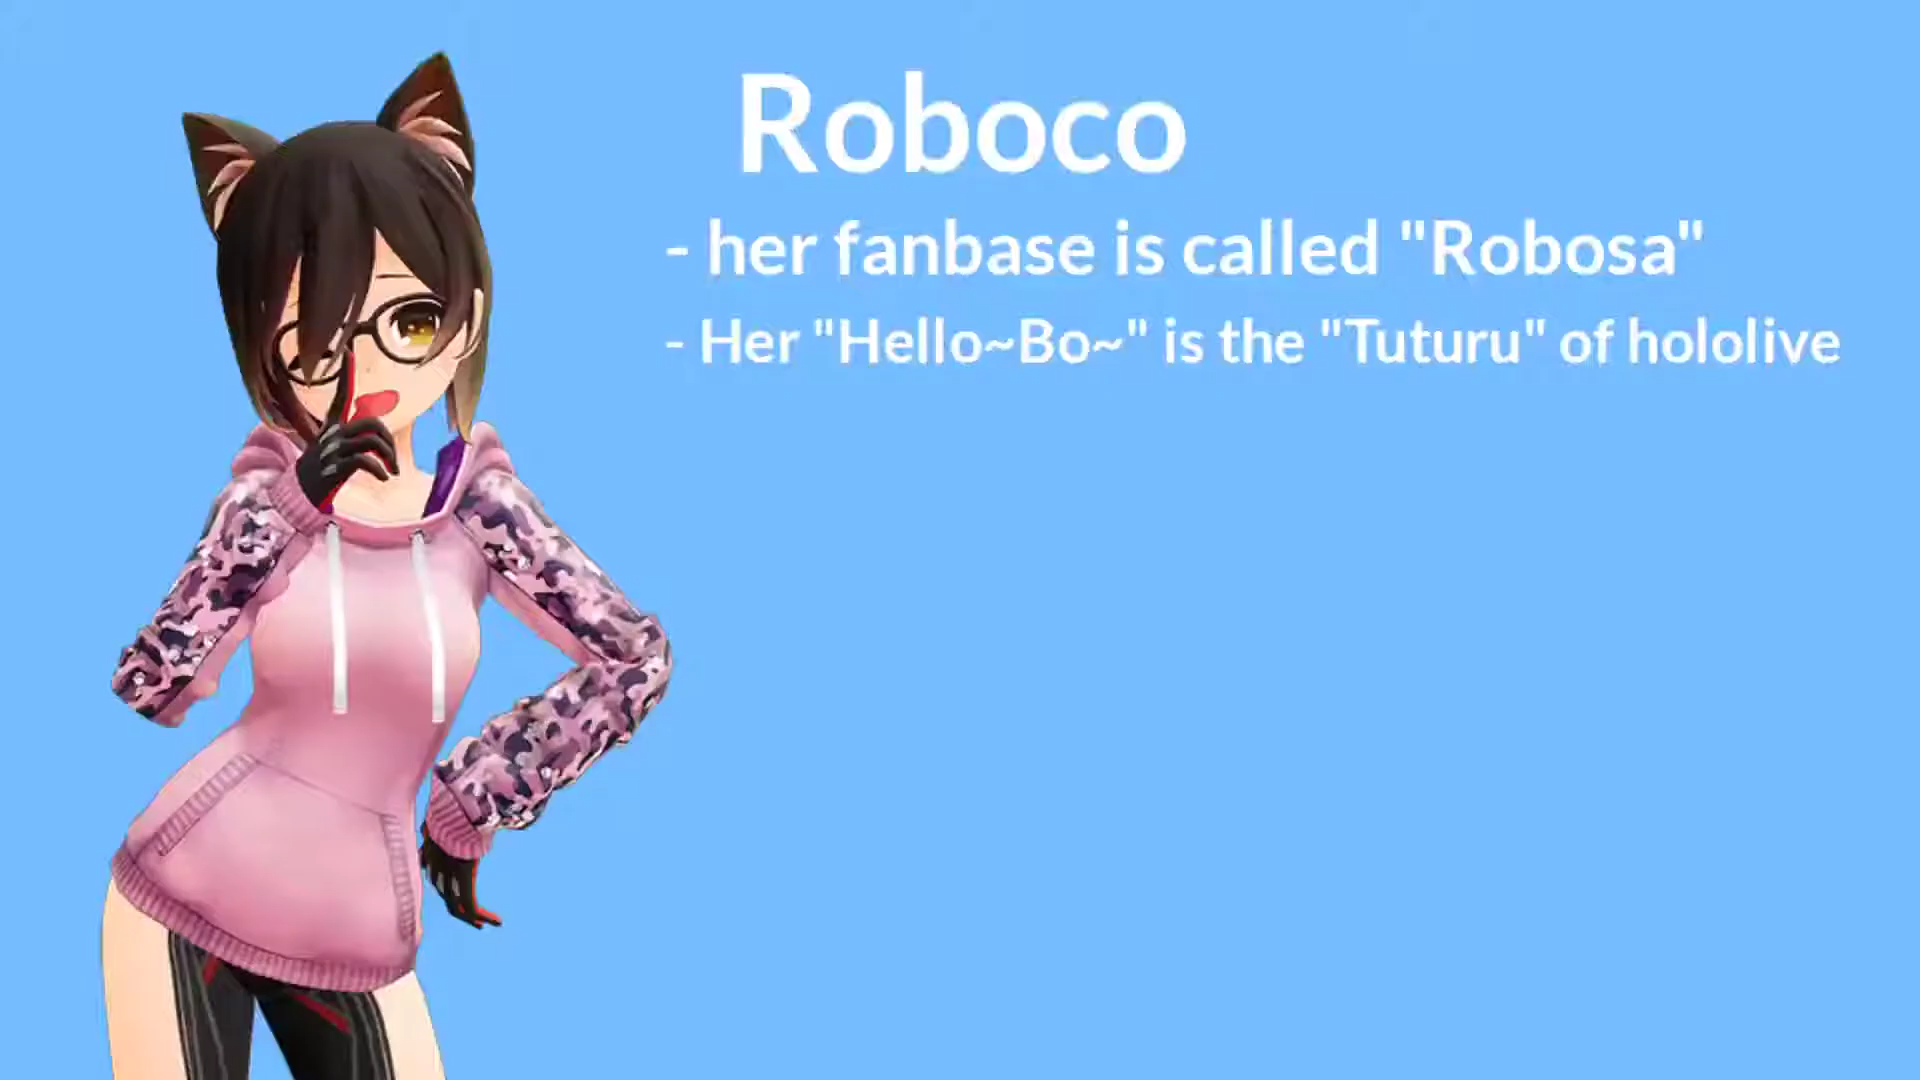 Roboco
- her fanbase is called "Robosa"
- Her "Hello~Bo~" is the "Tuturu" of hololive